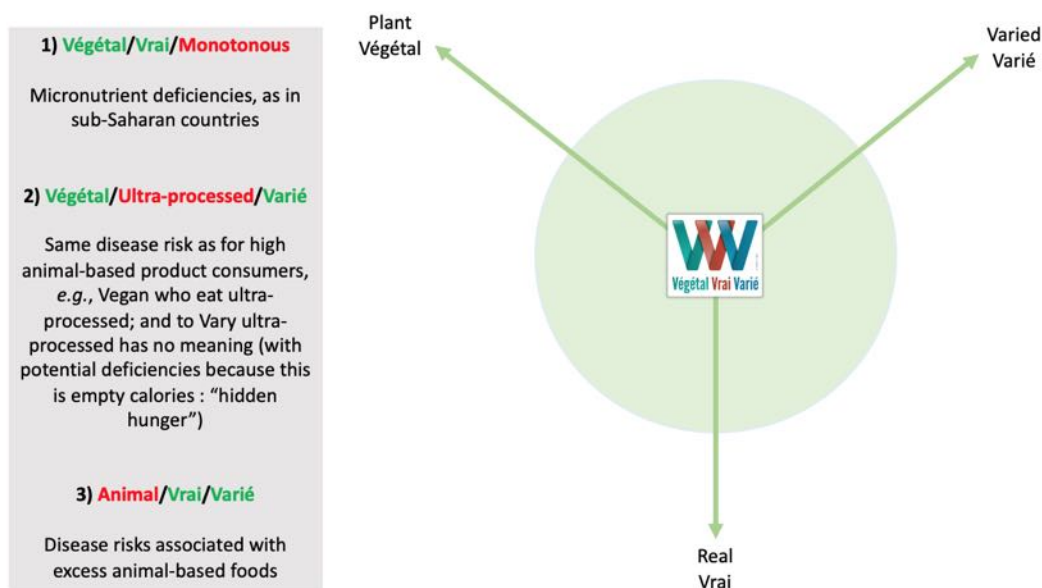 1) Végétal/Vrai/Monotonous
Micronutrient deficiencies, as in
sub-Saharan countries
2) Végétal/Ultra-processed/Varié
Same disease risk as for high
animal-based product consumers,
e.g., Vegan who eat ultra-
processed; and to Vary ultra-
processed has no meaning (with
potential deficiencies because this
is empty calories : “hidden
hunger”)
3) Animal/Vrai/Varié
Disease risks associated with
excess animal-based foods
Plant
Végétal
Varied
Varié
VVV
Végétal Vrai Varié
Real
Vrai